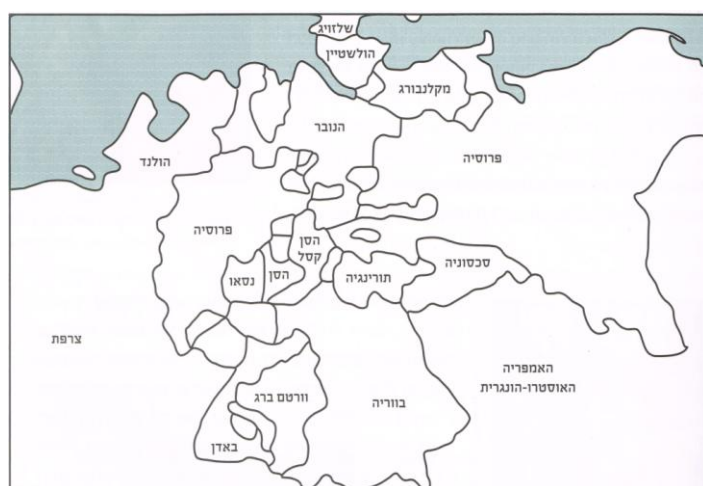 שלזויג
הולשטיין
מקלנבורג
הנובר
הולנד
פרוסיה
פרוסיה
הסן
קסל
סכסוניה
הסן
נסאו
תורינגיה
צרפת
האמפריה
האוסטרו-הונגרית
וורטם ברג
בווריה
באדן